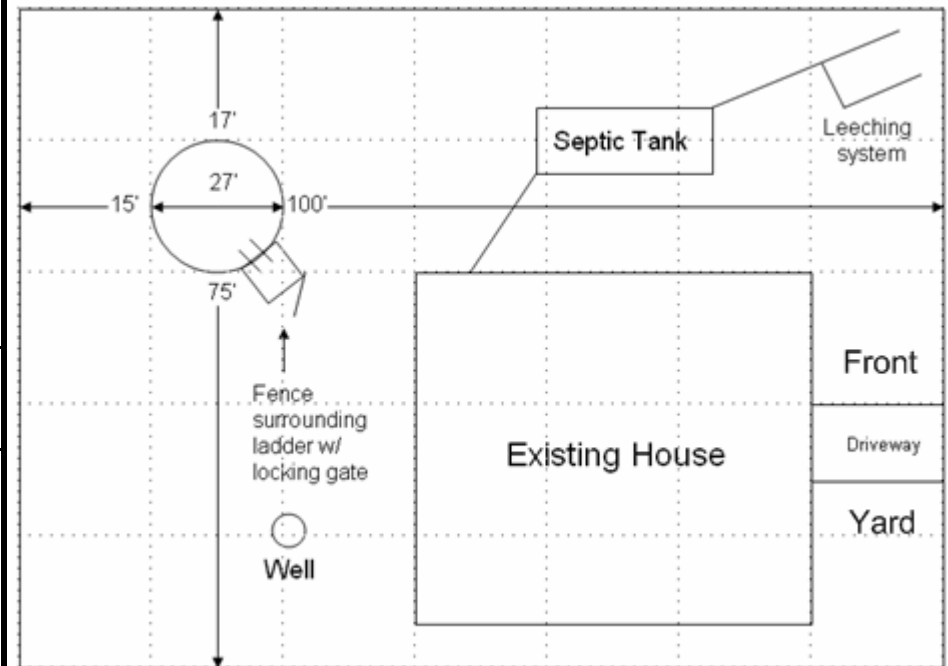 17'
Septic Tank
Leeching
system
27'
15'
100'
75'
Front
Fence
surrounding
ladder w/
locking gate
Existing House
Driveway
Yard
Well